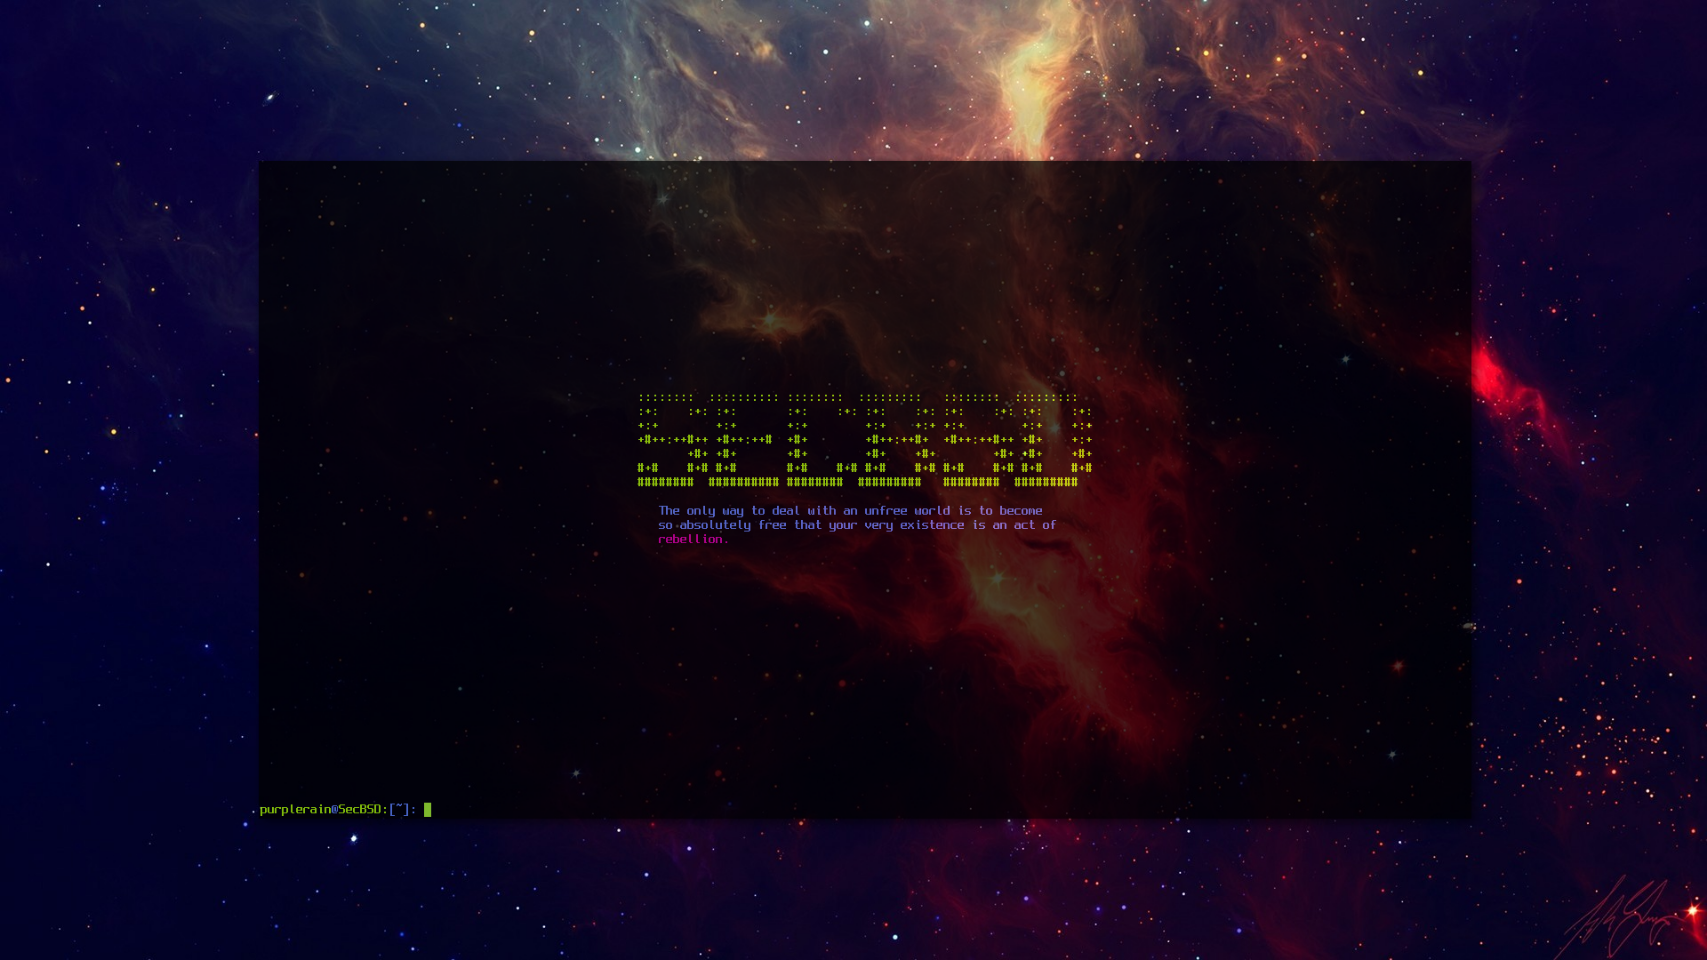 SECBSD
The only way to deal with an unfree world is to become
so absolutely free that your very existence is an act of
rebellion.
purplerain@SecBSD:[~]: